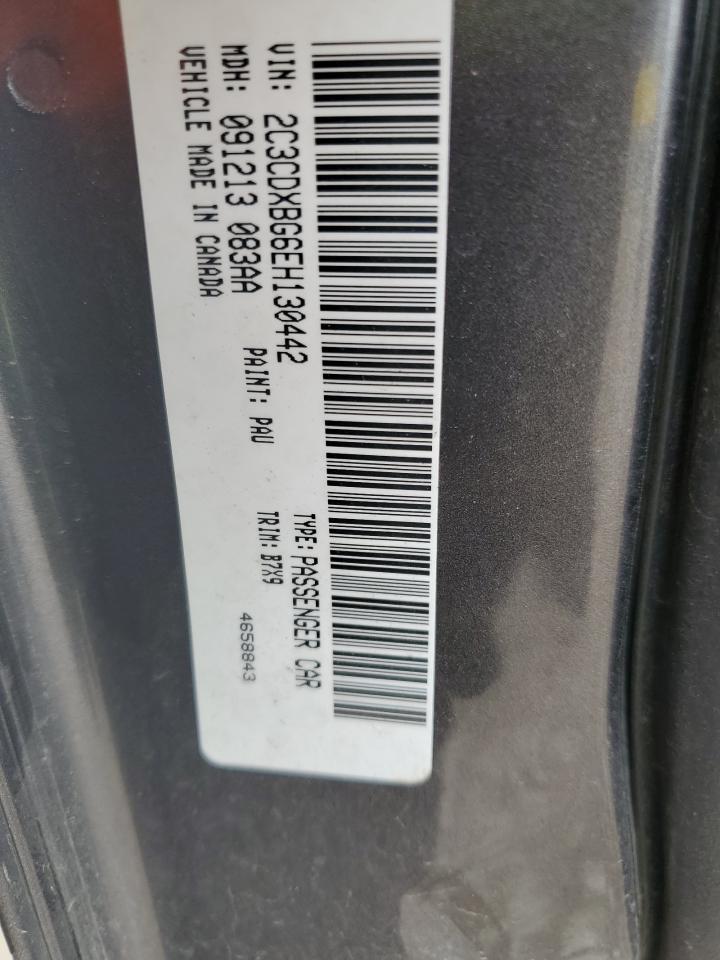 VIN: 2C3CDXBG6EH130442
TYPE: PASSENGER CAR
MDH: 091213 083AA
PAINT: PAU
TRIM: B7X9
VEHICLE MADE IN CANADA
4658843